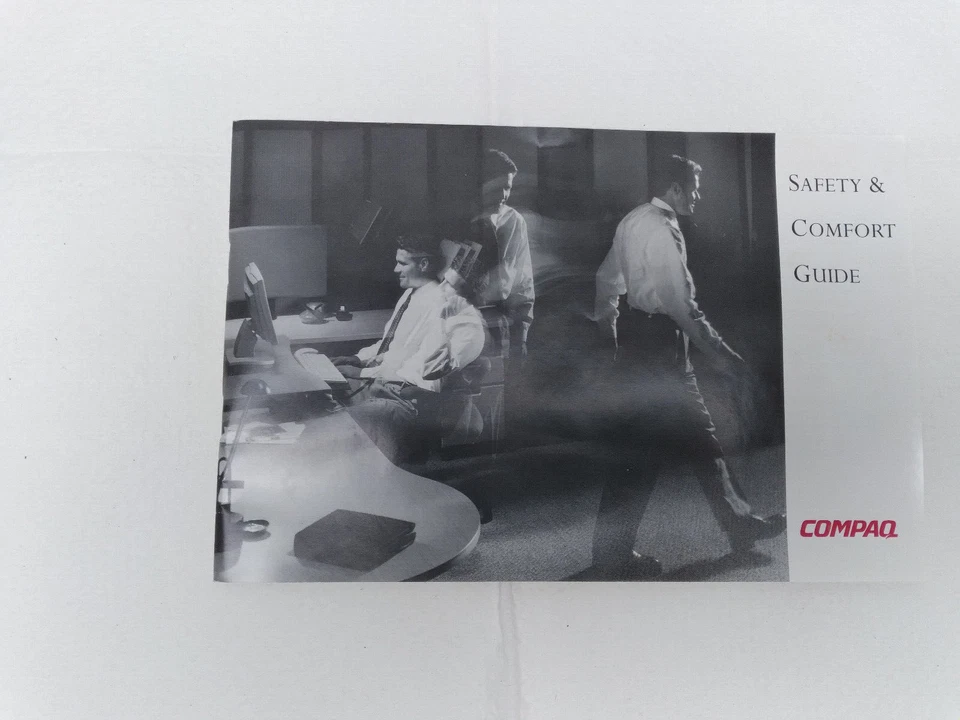 SAFETY &
COMFORT
GUIDE
COMPAQ